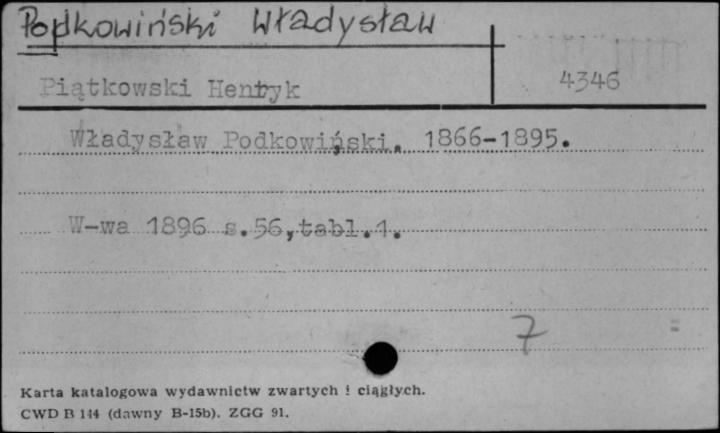 Podkowiński Władysław
Piątkowski Henryk
4346
Władysław Podkowiński. 1866-1895.
W-wa 1896 s.56,tabl.1.
7
Karta katalogowa wydawnictw zwartych i ciągłych.
CWD B 144 (dawny B-15b). ZGG 91.